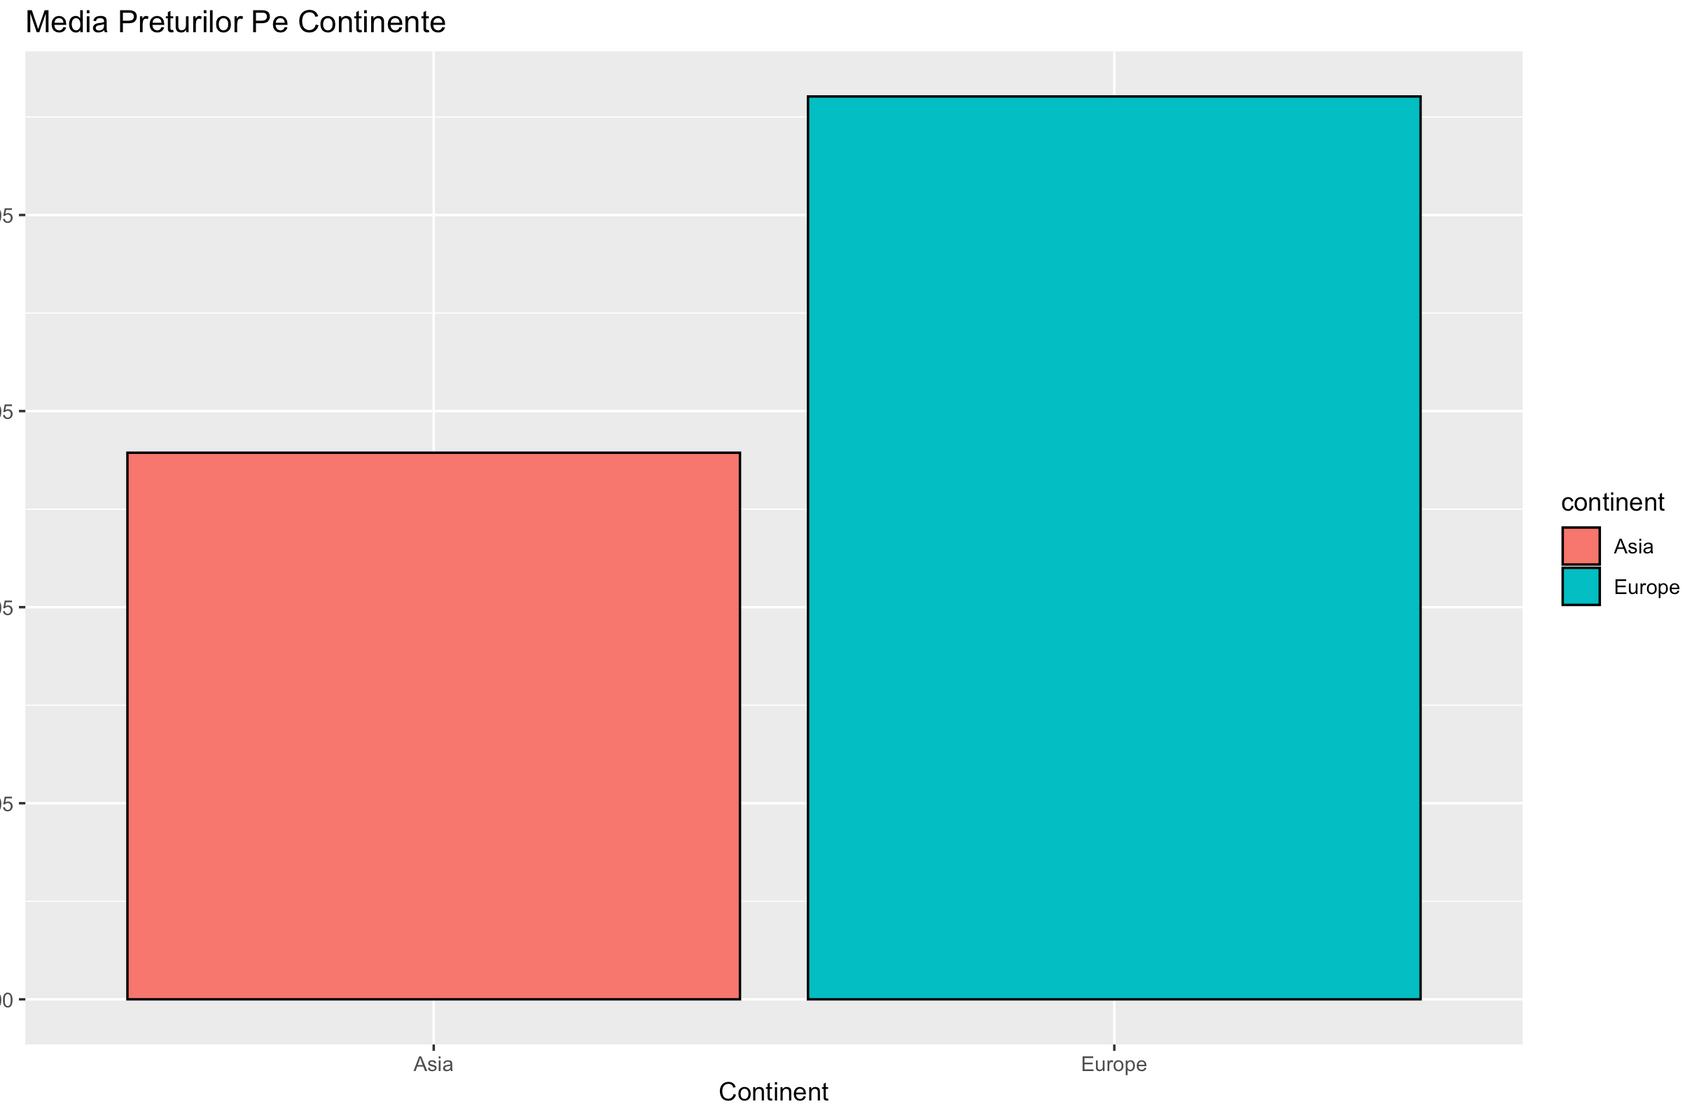 Media Preturilor Pe Continente
continent
Asia
Europe
Asia
Europe
Continent